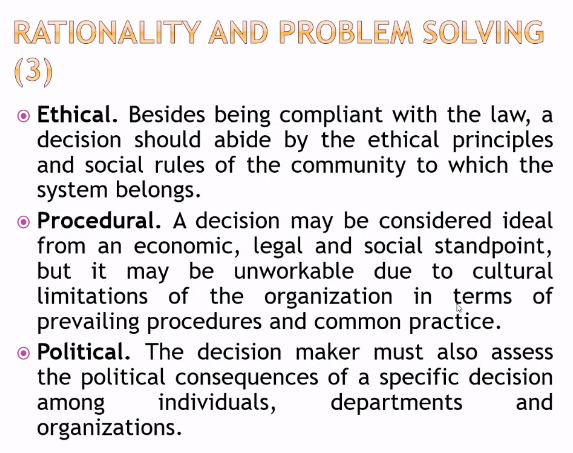 RATIONALITY AND PROBLEM SOLVING
(3)
Ethical. Besides being compliant with the law, a
decision should abide by the ethical principles
and social rules of the community to which the
system belongs.
Procedural. A decision may be considered ideal
from an economic, legal and social standpoint,
but it may be unworkable due to cultural
limitations of the organization in terms of
prevailing procedures and common practice.
Political. The decision maker must also assess
the political consequences of a specific decision
among individuals, departments and
organizations.